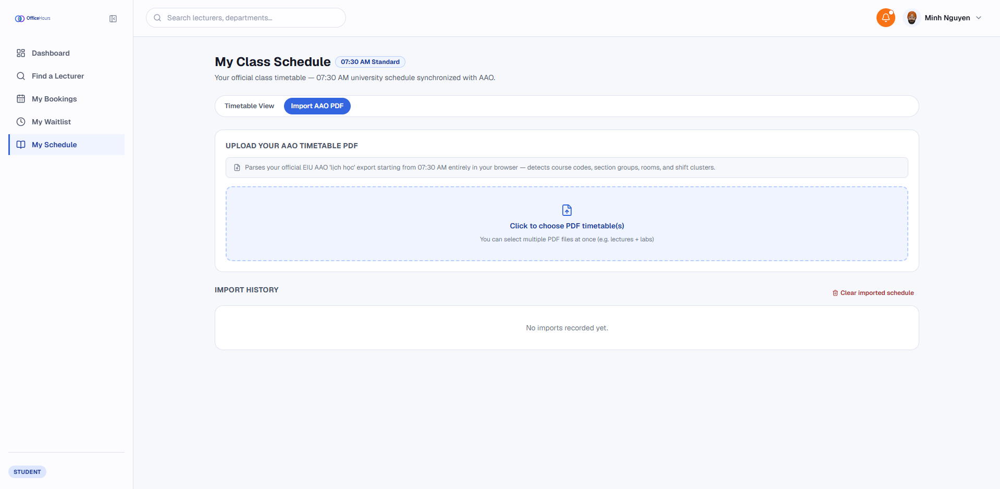 OfficeHours
Search lecturers, departments...
Minh Nguyen
Dashboard
Find a Lecturer
My Bookings
My Waitlist
My Schedule
STUDENT
My Class Schedule
07:30 AM Standard
Your official class timetable — 07:30 AM university schedule synchronized with AAO.
Timetable View
Import AAO PDF
UPLOAD YOUR AAO TIMETABLE PDF
Parses your official EIU AAO 'lịch học' export starting from 07:30 AM entirely in your browser — detects course codes, section groups, rooms, and shift clusters.
Click to choose PDF timetable(s)
You can select multiple PDF files at once (e.g. lectures + labs)
IMPORT HISTORY
Clear imported schedule
No imports recorded yet.